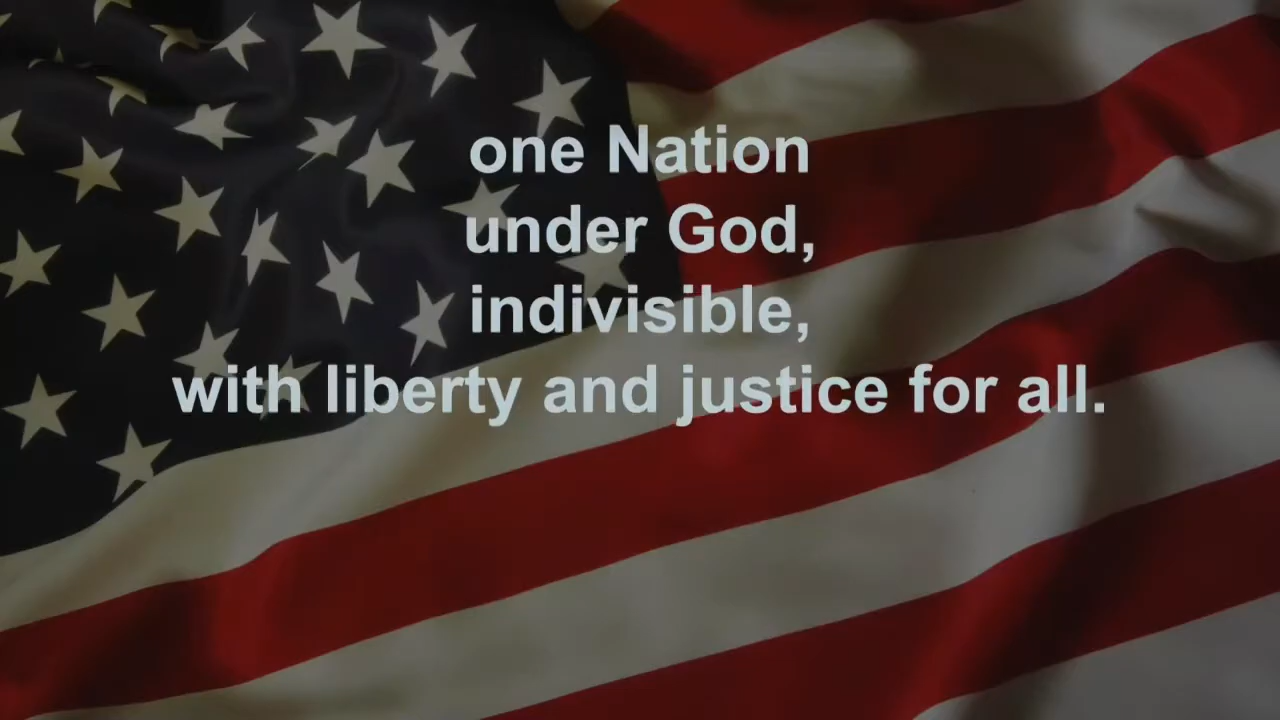 one Nation
under God,
indivisible,
with liberty and justice for all.